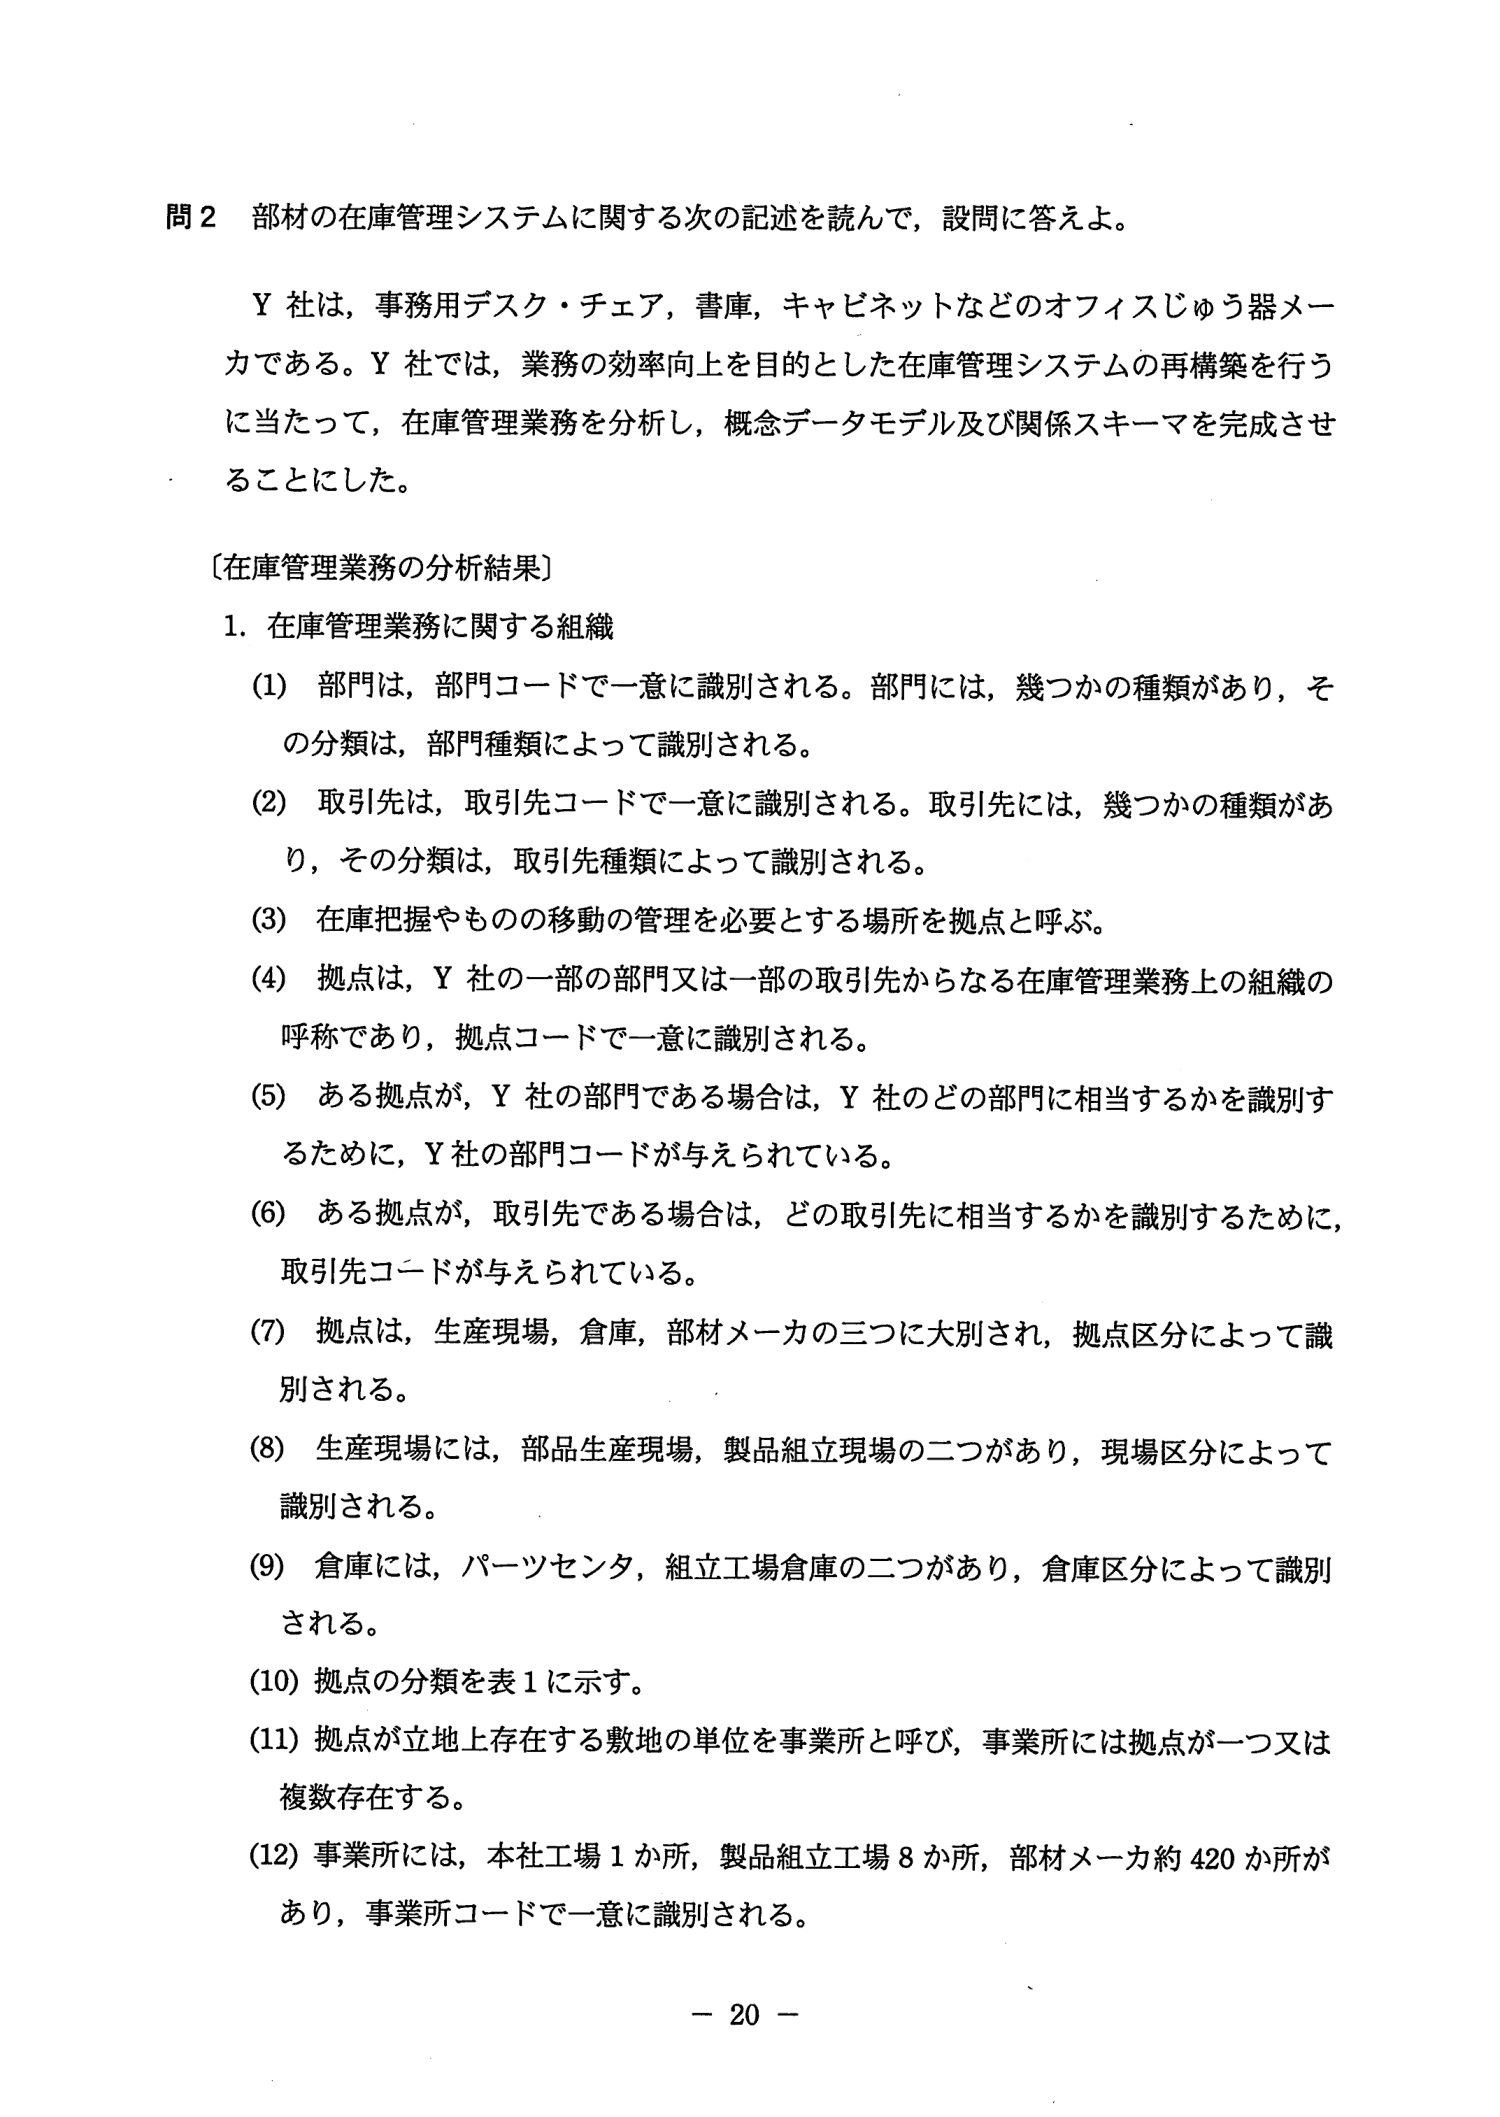 問2 部材の在庫管理システムに関する次の記述を読んで，設問に答えよ。
Y 社は，事務用デスク・チェア，書庫，キャビネットなどのオフィスじゅう器メー
カである。Y 社では，業務の効率向上を目的とした在庫管理システムの再構築を行う
に当たって，在庫管理業務を分析し，概念データモデル及び関係スキーマを完成させ
ることにした。
〔在庫管理業務の分析結果〕
1. 在庫管理業務に関する組織
(1) 部門は，部門コードで一意に識別される。部門には，幾つかの種類があり，そ
の分類は，部門種類によって識別される。
(2) 取引先は，取引先コードで一意に識別される。取引先には，幾つかの種類があ
り，その分類は，取引先種類によって識別される。
(3) 在庫把握やものの移動の管理を必要とする場所を拠点と呼ぶ。
(4) 拠点は，Y 社の一部の部門又は一部の取引先からなる在庫管理業務上の組織の
呼称であり，拠点コードで一意に識別される。
(5) ある拠点が，Y 社の部門である場合は，Y 社のどの部門に相当するかを識別す
るために，Y 社の部門コードが与えられている。
(6) ある拠点が，取引先である場合は，どの取引先に相当するかを識別するために，
取引先コードが与えられている。
(7) 拠点は，生産現場，倉庫，部材メーカの三つに大別され，拠点区分によって識
別される。
(8) 生産現場には，部品生産現場，製品組立現場の二つがあり，現場区分によって
識別される。
(9) 倉庫には，パーツセンタ，組立工場倉庫の二つがあり，倉庫区分によって識別
される。
(10) 拠点の分類を表 1 に示す。
(11) 拠点が立地上存在する敷地の単位を事業所と呼び，事業所には拠点が一つ又は
複数存在する。
(12) 事業所には，本社工場 1 か所，製品組立工場 8 か所，部材メーカ約 420 か所が
あり，事業所コードで一意に識別される。
－ 20 －